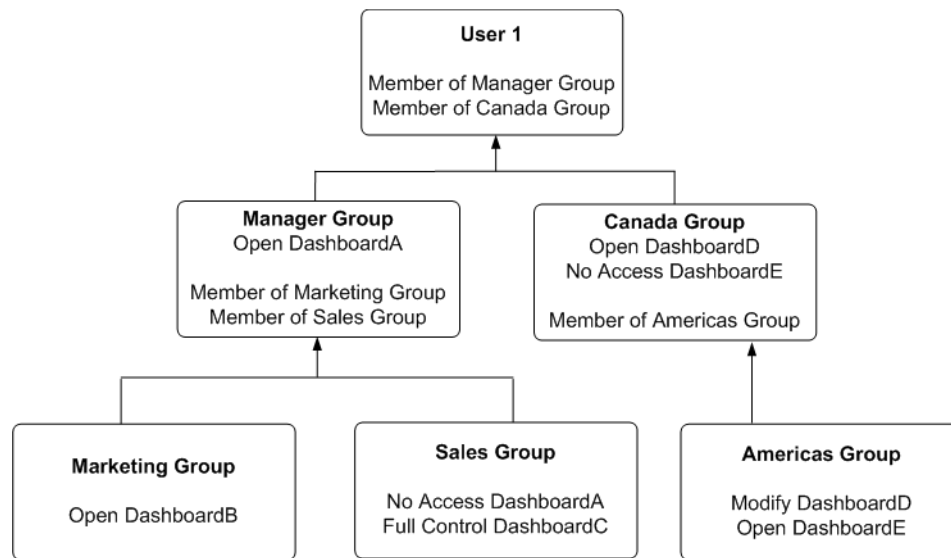 User 1
Member of Manager Group
Member of Canada Group
Manager Group
Open DashboardA
Member of Marketing Group
Member of Sales Group
Canada Group
Open DashboardD
No Access DashboardE
Member of Americas Group
Marketing Group
Open DashboardB
Sales Group
No Access DashboardA
Full Control DashboardC
Americas Group
Modify DashboardD
Open DashboardE